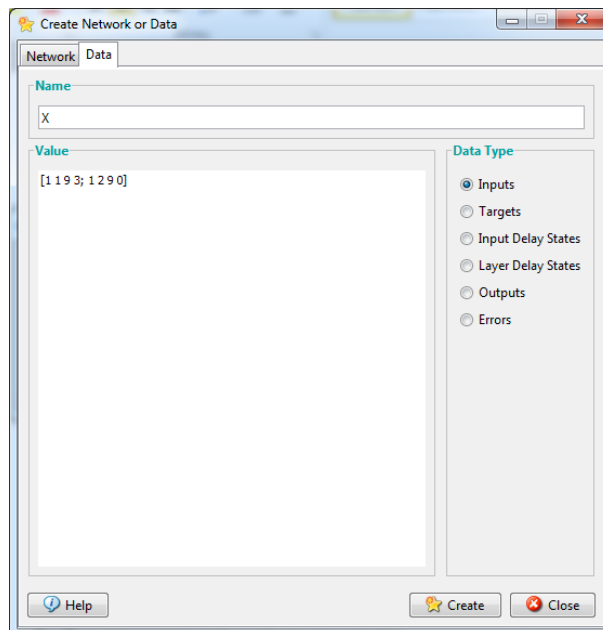 Create Network or Data
Network Data
Name
X
Value
[1 1 9 3; 1 2 9 0]
Data Type
Inputs
Targets
Input Delay States
Layer Delay States
Outputs
Errors
Help
Create
Close